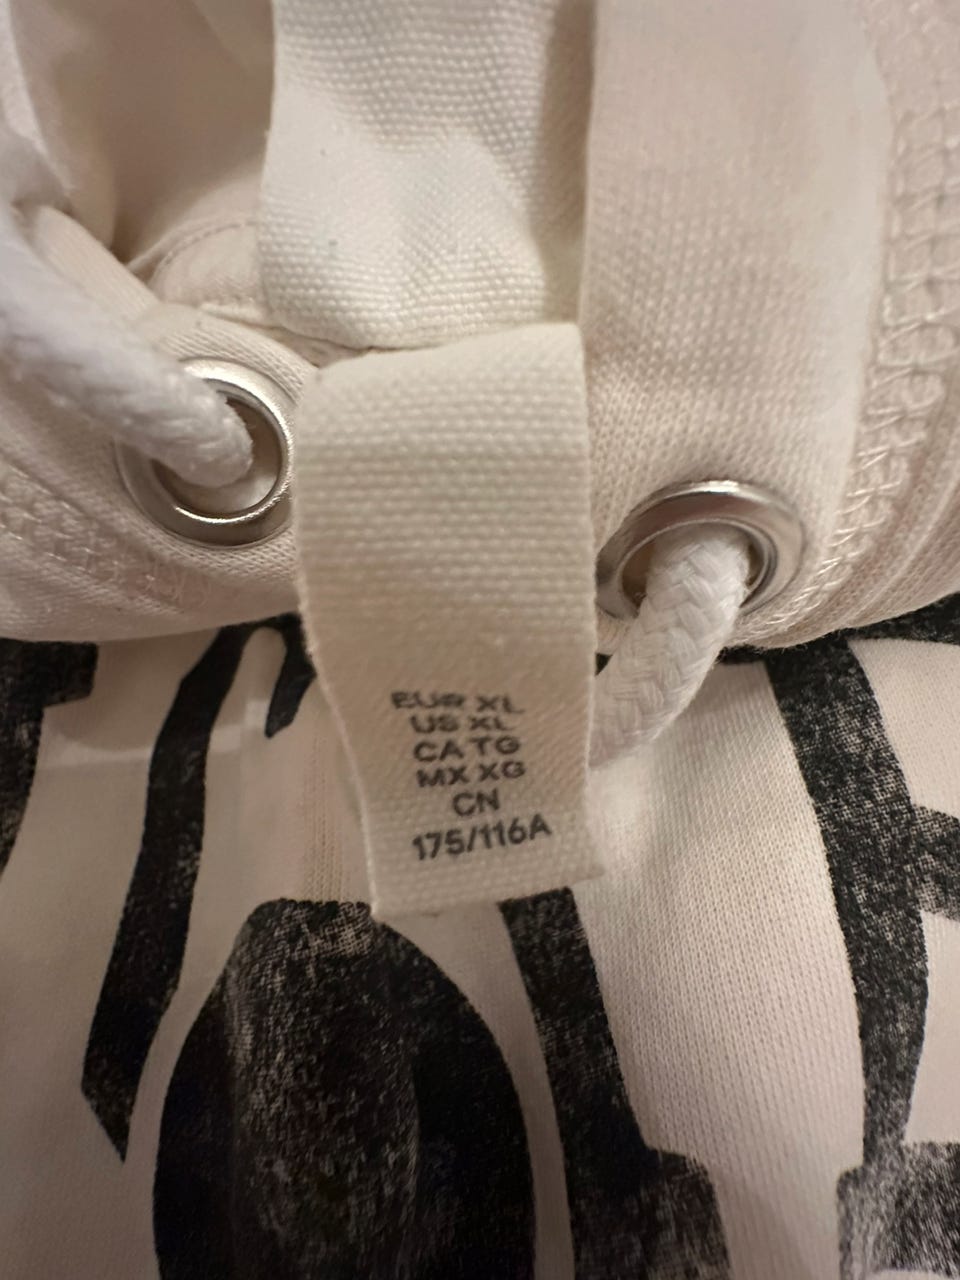 EUR XL
US XL
CA TG
MX XG
CN
175/116A